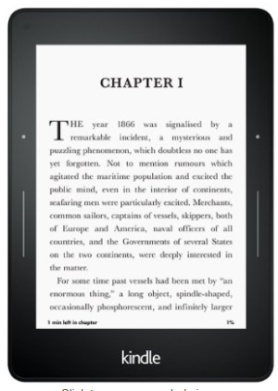 CHAPTER I
THE year 1866 was signalised by a
remarkable incident, a mysterious and
puzzling phenomenon, which doubtless no one has
yet forgotten. Not to mention rumours which
agitated the maritime population and excited the
public mind, even in the interior of continents,
seafaring men were particularly excited. Merchants,
common sailors, captains of vessels, skippers, both
of Europe and America, naval officers of all
countries, and the Governments of several States
on the two continents, were deeply interested in
the matter.
For some time past vessels had been met by "an
enormous thing," a long object, spindle-shaped,
occasionally phosphorescent, and infinitely larger
1 min left in chapter 1%
kindle